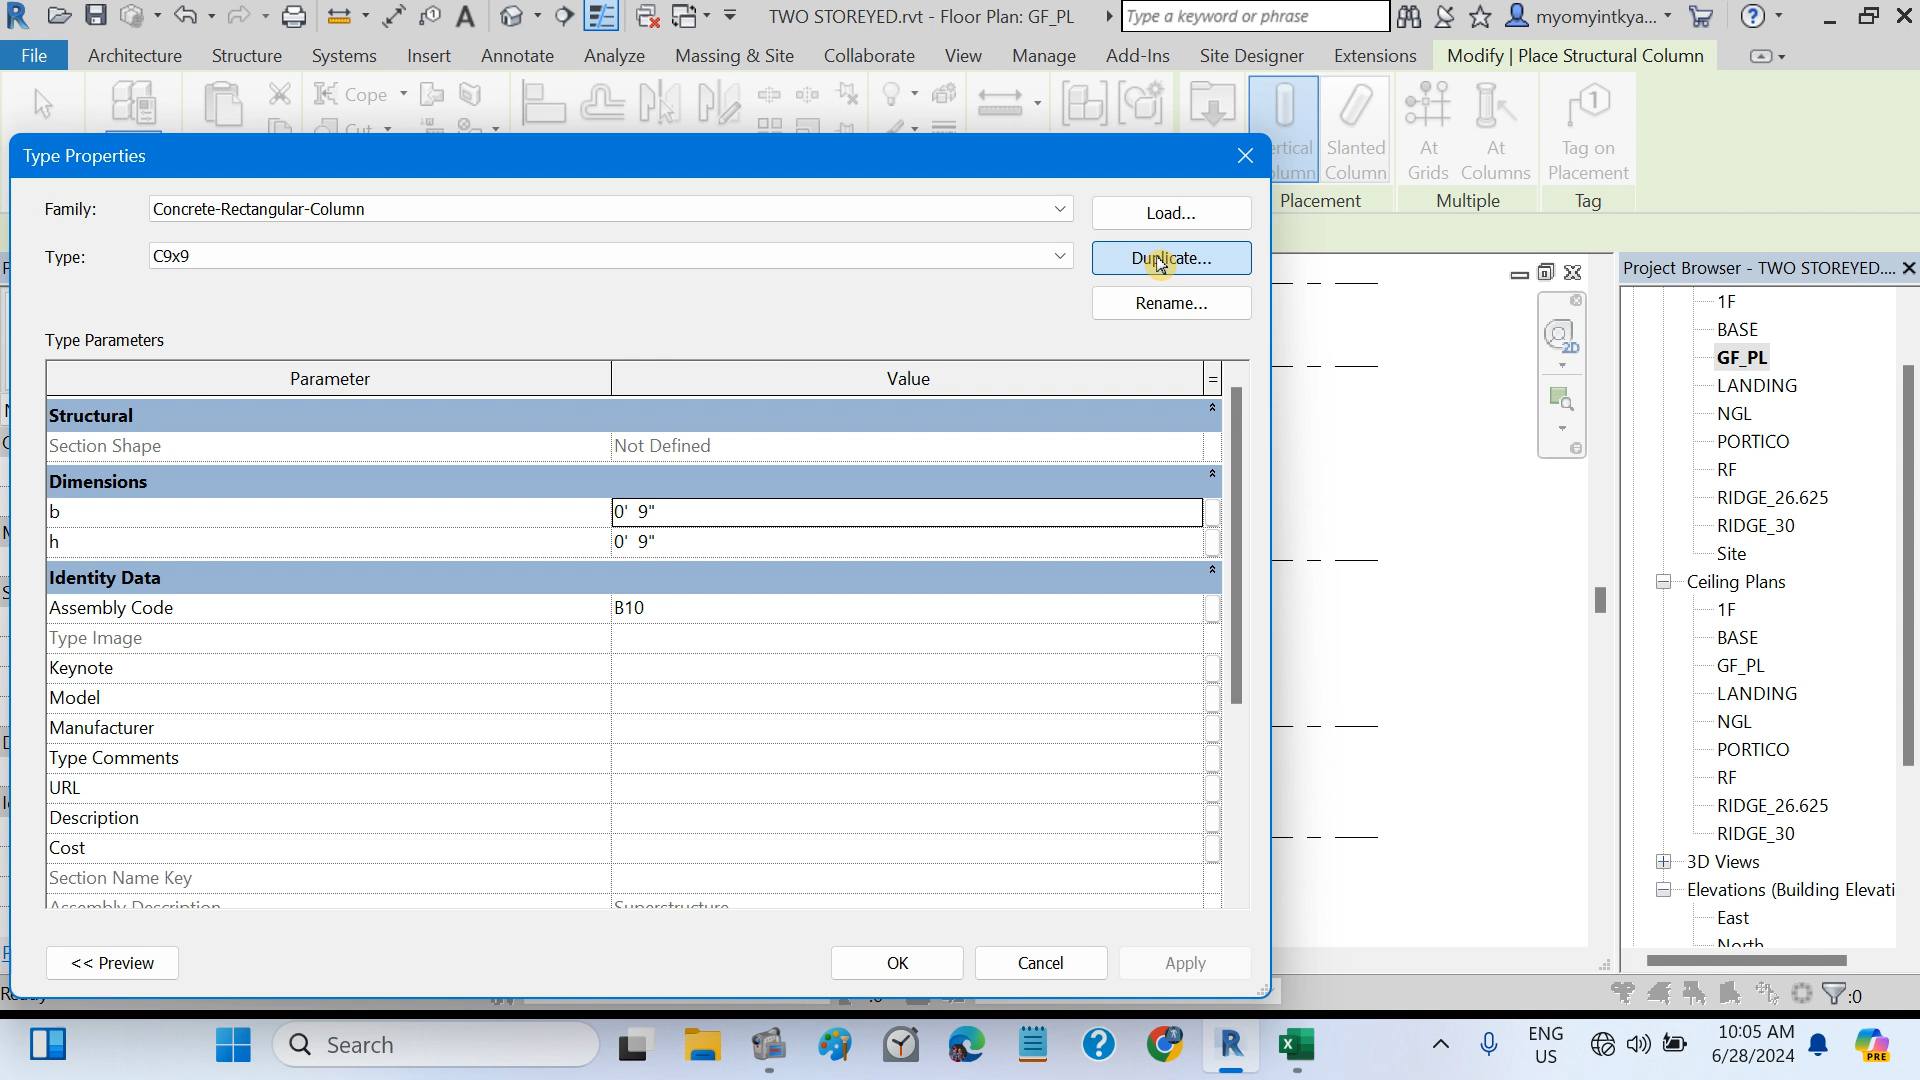 TWO STOREYED.rvt - Floor Plan: GF_PL
Type a keyword or phrase
myomyintkya...
File Architecture Structure Systems Insert Annotate Analyze Massing & Site Collaborate View Manage Add-Ins Site Designer Extensions Modify | Place Structural Column
Cope
Cut
Slanted Column
At Grids
At Columns
Tag on Placement
Placement Multiple Tag
Type Properties
Family: Concrete-Rectangular-Column Load...
Type: C9x9 Duplicate...
Rename...
Type Parameters
Parameter Value =
Structural
Section Shape Not Defined
Dimensions
b 0' 9"
h 0' 9"
Identity Data
Assembly Code B10
Type Image
Keynote
Model
Manufacturer
Type Comments
URL
Description
Cost
Section Name Key
Assembly Description Superstructure
<< Preview OK Cancel Apply
2D
Project Browser - TWO STOREYED....
1F
BASE
GF_PL
LANDING
NGL
PORTICO
RF
RIDGE_26.625
RIDGE_30
Site
Ceiling Plans
1F
BASE
GF_PL
LANDING
NGL
PORTICO
RF
RIDGE_26.625
RIDGE_30
3D Views
Elevations (Building Elevati
East
North
:0
Search
ENG
US
10:05 AM
6/28/2024
PRE